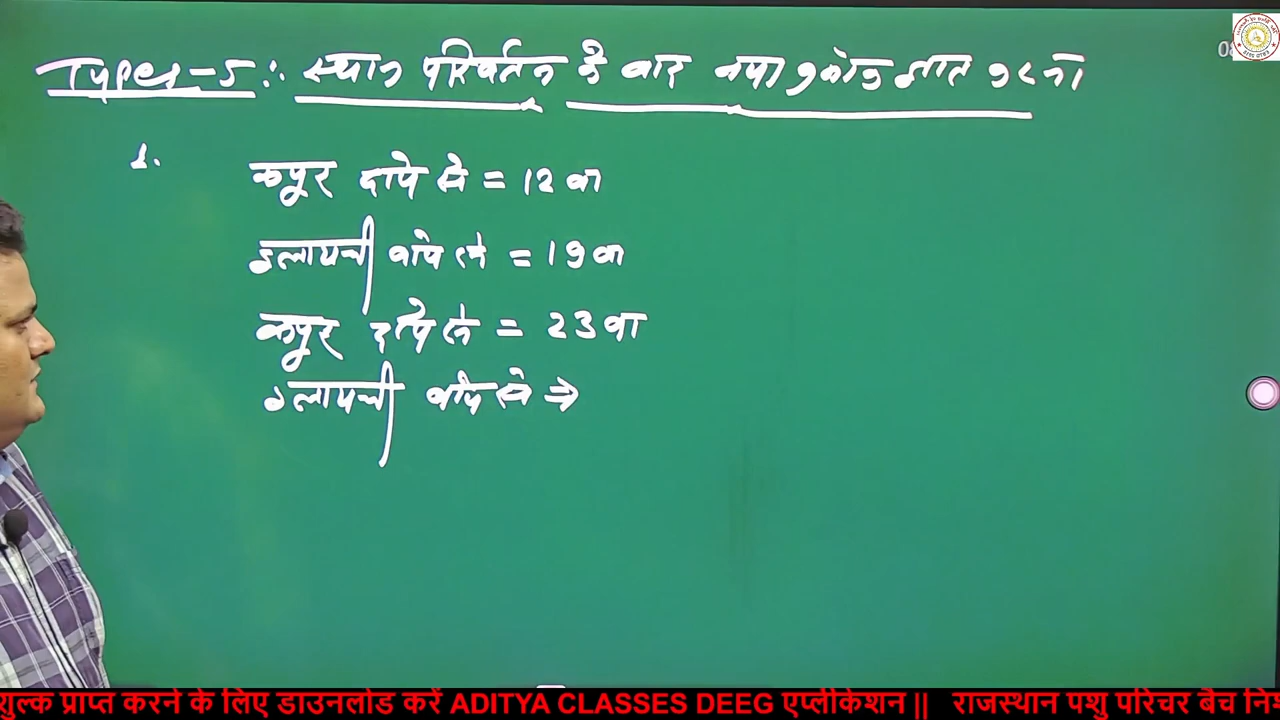 Types-5 :. स्थान परिवर्तन के बाद नया क्रमांक ज्ञात करना
1.
कपूर दांये से = 12 वा
इलायची बांये से = 19 वा
कपूर दांये से = 23 वा
इलायची बांये से ⇒
शुल्क प्राप्त करने के लिए डाउनलोड करें ADITYA CLASSES DEEG एप्लीकेशन || राजस्थान पशु परिचर बैच